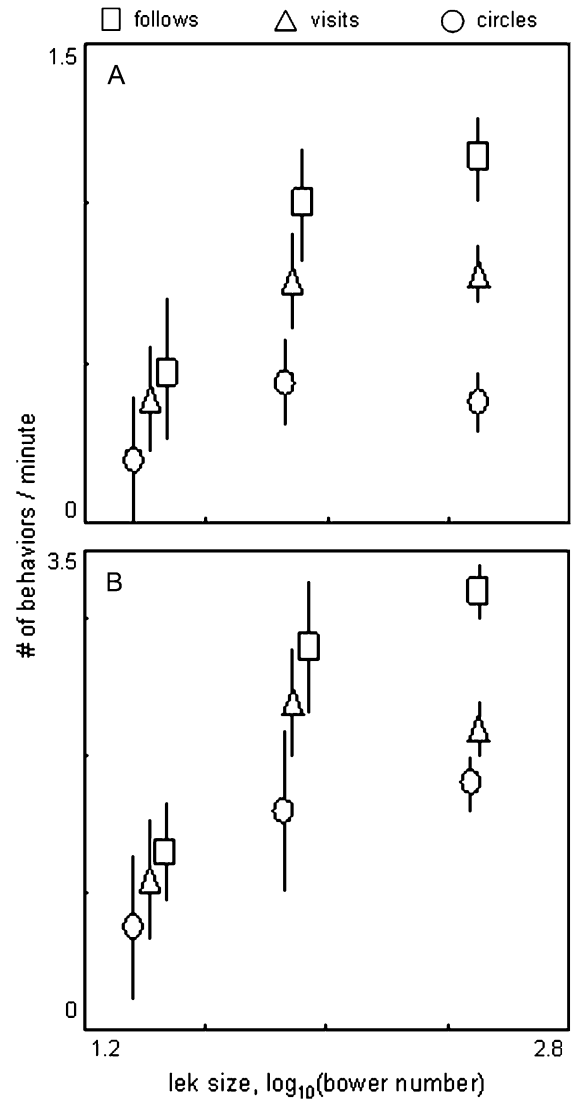 follows visits circles
1.5
A
0
# of behaviors / minute
3.5
B
0
1.2 2.8
lek size, log10(bower number)